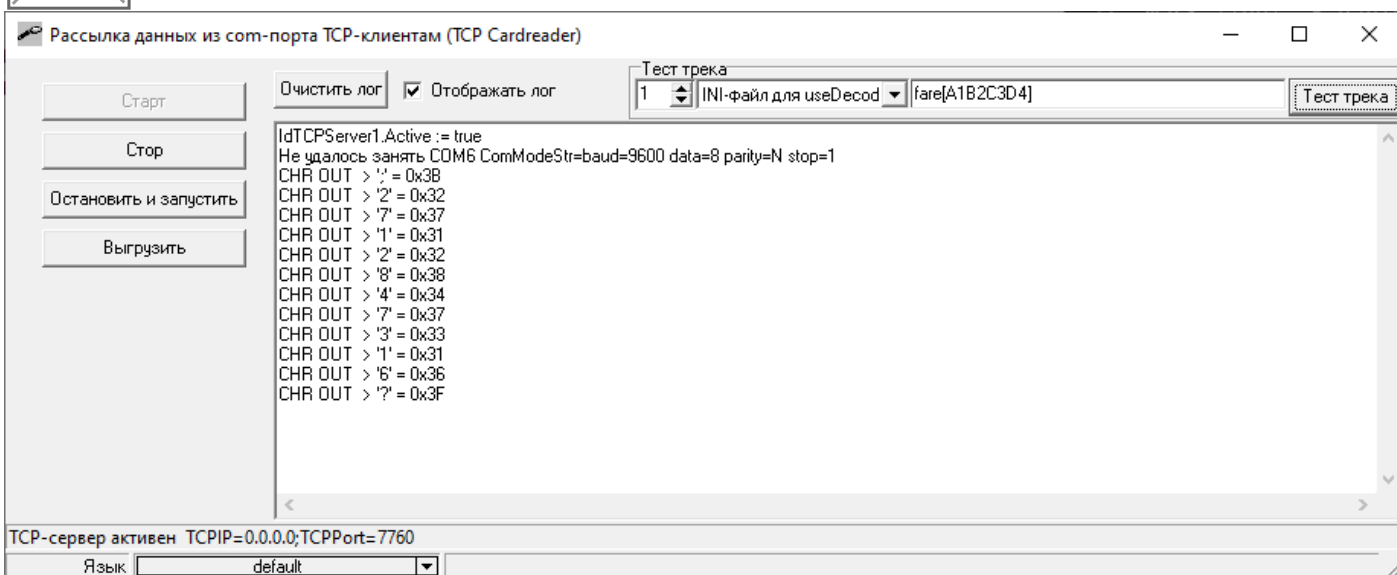 Рассылка данных из com-порта TCP-клиентам (TCP Cardreader)
Старт
Стоп
Остановить и запустить
Выгрузить
Очистить лог
Отображать лог
Тест трека
1
INI-файл для useDecod
fare[A1B2C3D4]
Тест трека
IdTCPServer1.Active := true
Не удалось занять COM6 ComModeStr=baud=9600 data=8 parity=N stop=1
CHR OUT > ';' = 0x3B
CHR OUT > '2' = 0x32
CHR OUT > '7' = 0x37
CHR OUT > '1' = 0x31
CHR OUT > '2' = 0x32
CHR OUT > '8' = 0x38
CHR OUT > '4' = 0x34
CHR OUT > '7' = 0x37
CHR OUT > '3' = 0x33
CHR OUT > '1' = 0x31
CHR OUT > '6' = 0x36
CHR OUT > '?' = 0x3F
TCP-сервер активен TCPIP=0.0.0.0;TCPPort=7760
Язык default